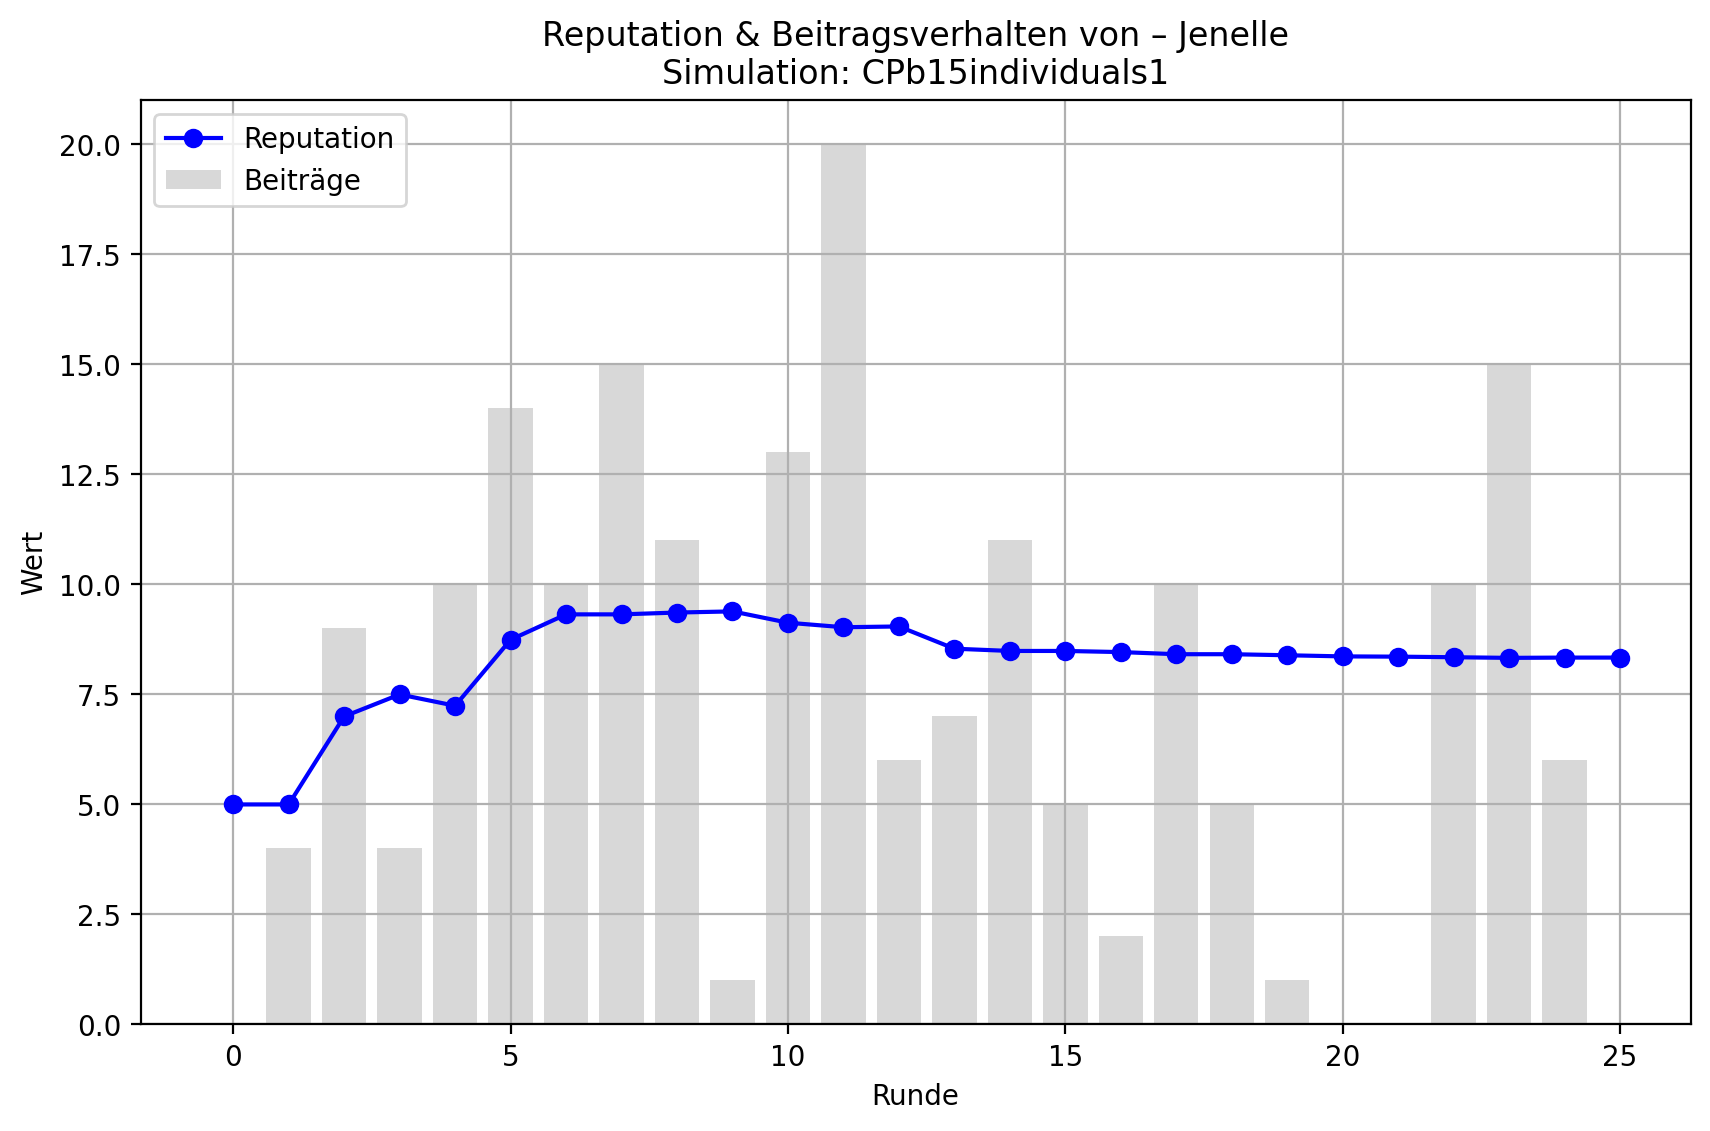 Reputation & Beitragsverhalten von – Jenelle
Simulation: CPb15individuals1
Reputation
Beiträge
20.0
17.5
15.0
12.5
10.0
7.5
5.0
2.5
0.0
Wert
0 5 10 15 20 25
Runde